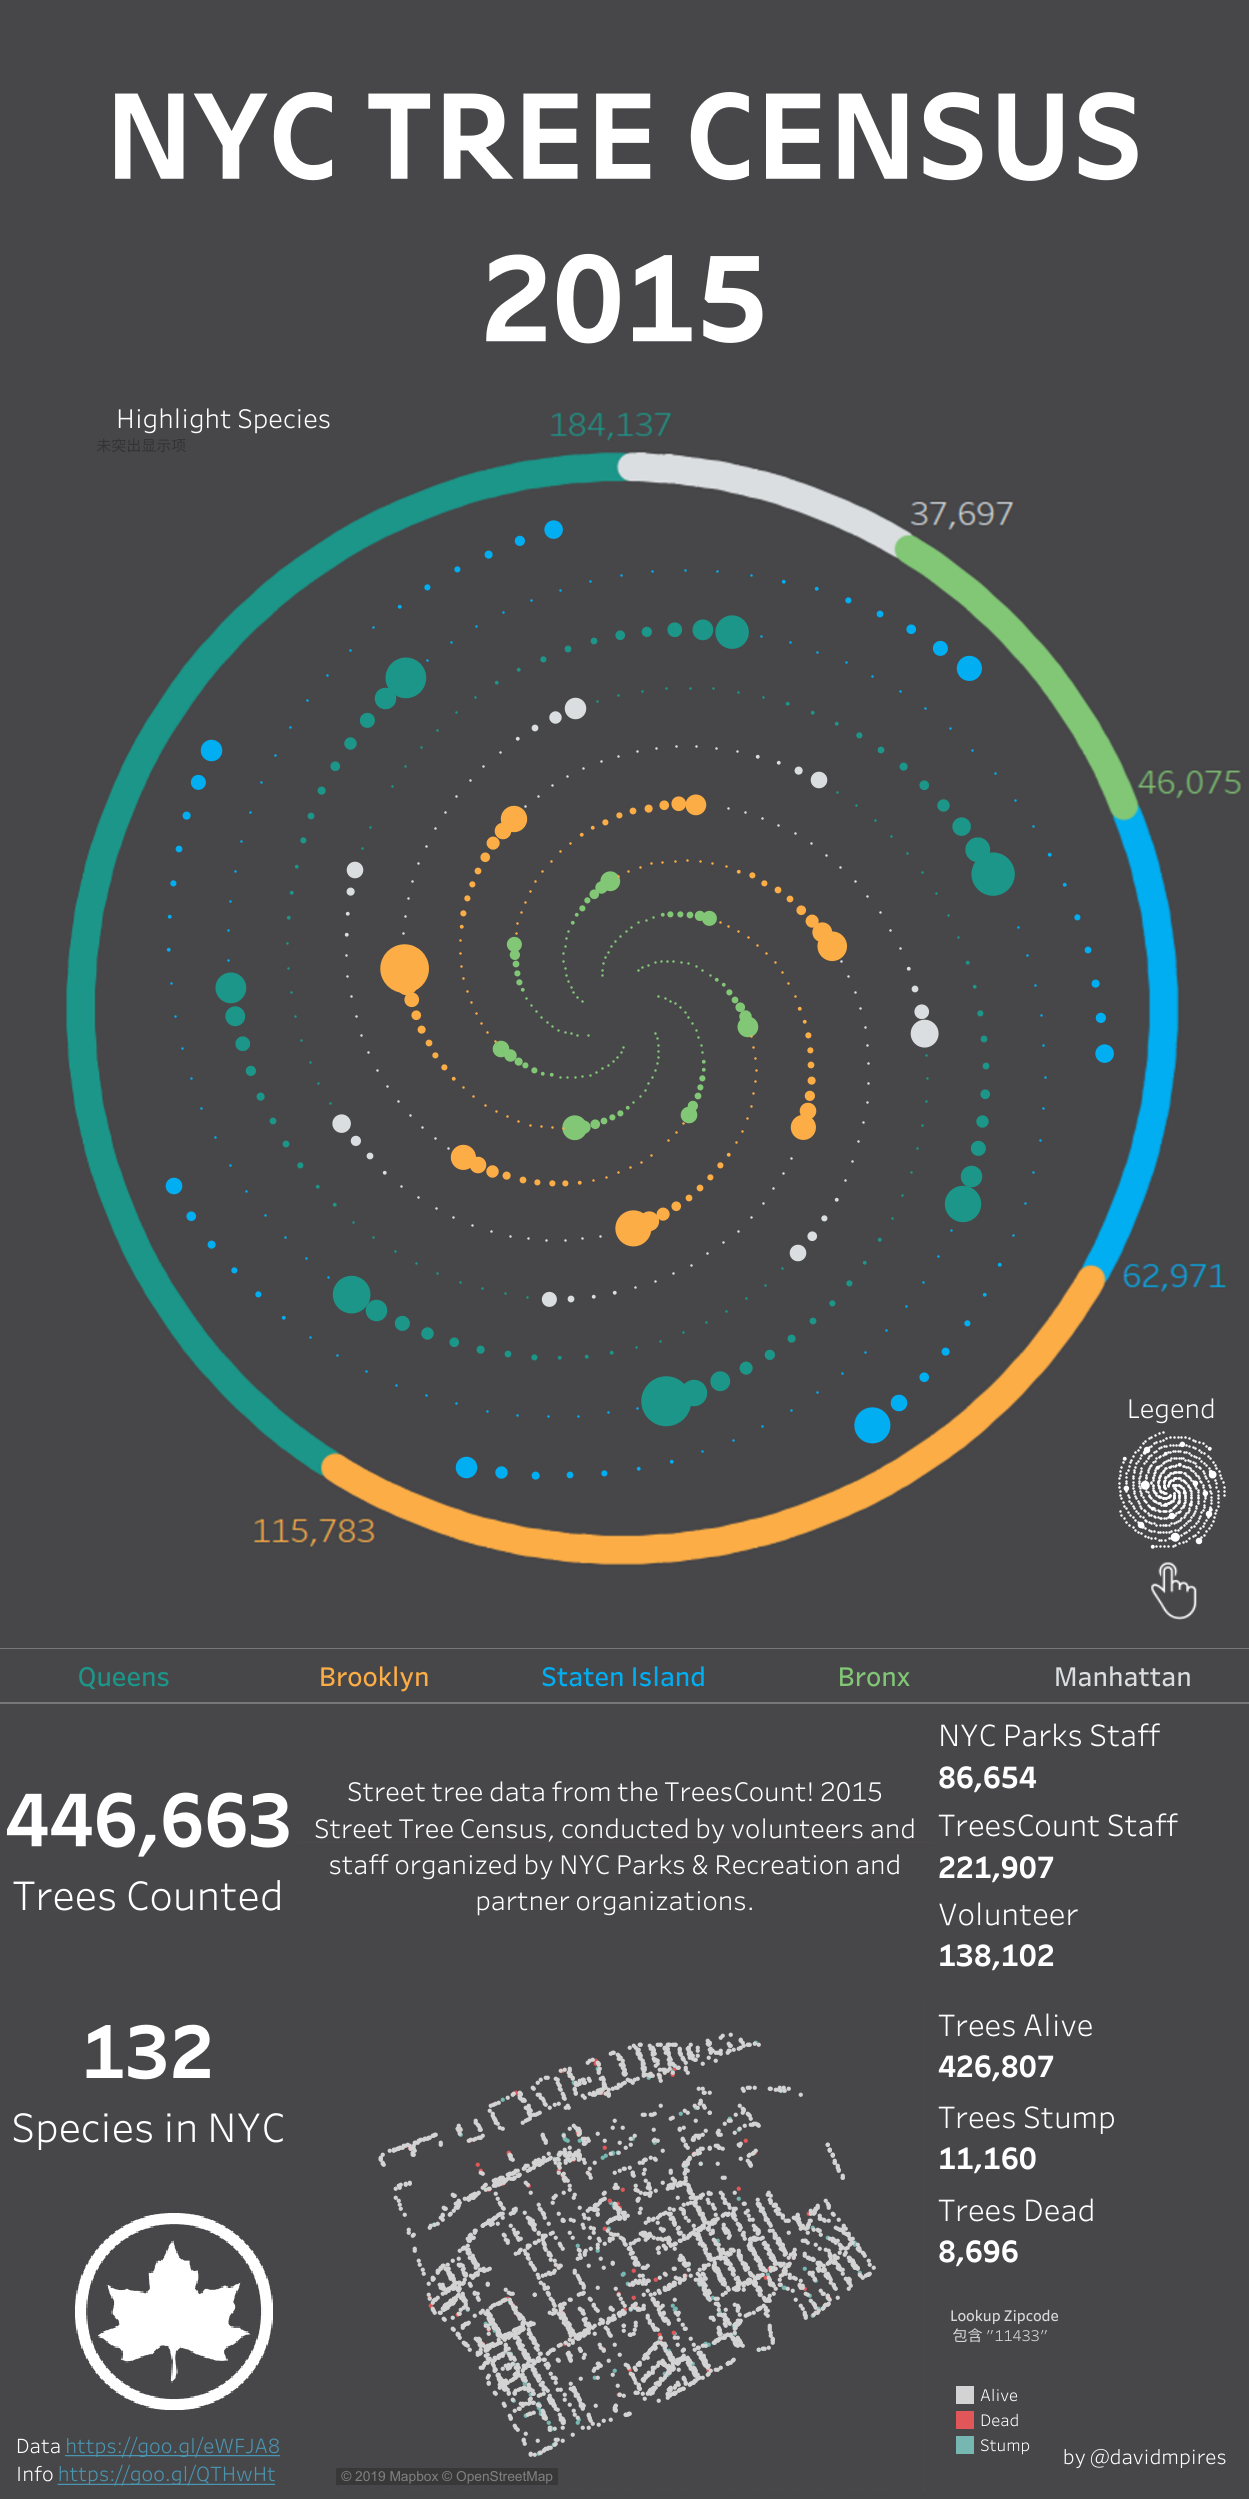 NYC TREE CENSUS
2015
Highlight Species
未突出显示项
184,137
37,697
46,075
62,971
115,783
Legend
Queens
Brooklyn
Staten Island
Bronx
Manhattan
446,663
Trees Counted
132
Species in NYC
Street tree data from the TreesCount! 2015
Street Tree Census, conducted by volunteers and
staff organized by NYC Parks & Recreation and
partner organizations.
NYC Parks Staff
86,654
TreesCount Staff
221,907
Volunteer
138,102
Trees Alive
426,807
Trees Stump
11,160
Trees Dead
8,696
Lookup Zipcode
包含 "11433"
Alive
Dead
Stump
Data https://goo.gl/eWFJA8
Info https://goo.gl/QTHwHt
© 2019 Mapbox © OpenStreetMap
by @davidmpires